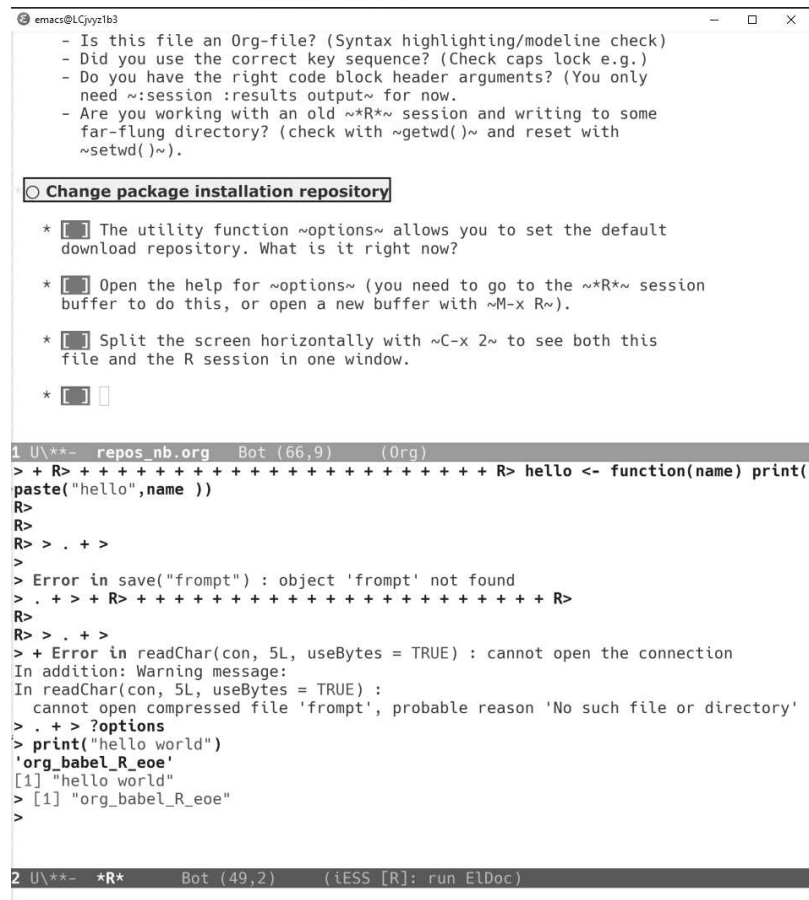 emacs@LCjvyz1b3
- Is this file an Org-file? (Syntax highlighting/modeline check)
- Did you use the correct key sequence? (Check caps lock e.g.)
- Do you have the right code block header arguments? (You only
need ~:session :results output~ for now.
- Are you working with an old ~*R*~ session and writing to some
far-flung directory? (check with ~getwd()~ and reset with
~setwd()~).
○ Change package installation repository
* [ ] The utility function ~options~ allows you to set the default
download repository. What is it right now?
* [ ] Open the help for ~options~ (you need to go to the ~*R*~ session
buffer to do this, or open a new buffer with ~M-x R~).
* [ ] Split the screen horizontally with ~C-x 2~ to see both this
file and the R session in one window.
* [ ]
1 U\**- repos_nb.org Bot (66,9) (Org)
> + R> + + + + + + + + + + + + + + + + + + + + + + R> hello <- function(name) print(
paste("hello",name ))
R>
R>
R> > . + >
>
> Error in save("frompt") : object 'frompt' not found
> . + > + R> + + + + + + + + + + + + + + + + + + + + + + R>
R>
R> > . + >
> + Error in readChar(con, 5L, useBytes = TRUE) : cannot open the connection
In addition: Warning message:
In readChar(con, 5L, useBytes = TRUE) :
cannot open compressed file 'frompt', probable reason 'No such file or directory'
> . + > ?options
> print("hello world")
'org_babel_R_eoe'
[1] "hello world"
> [1] "org_babel_R_eoe"
>
2 U\**- *R* Bot (49,2) (iESS [R]: run ElDoc)